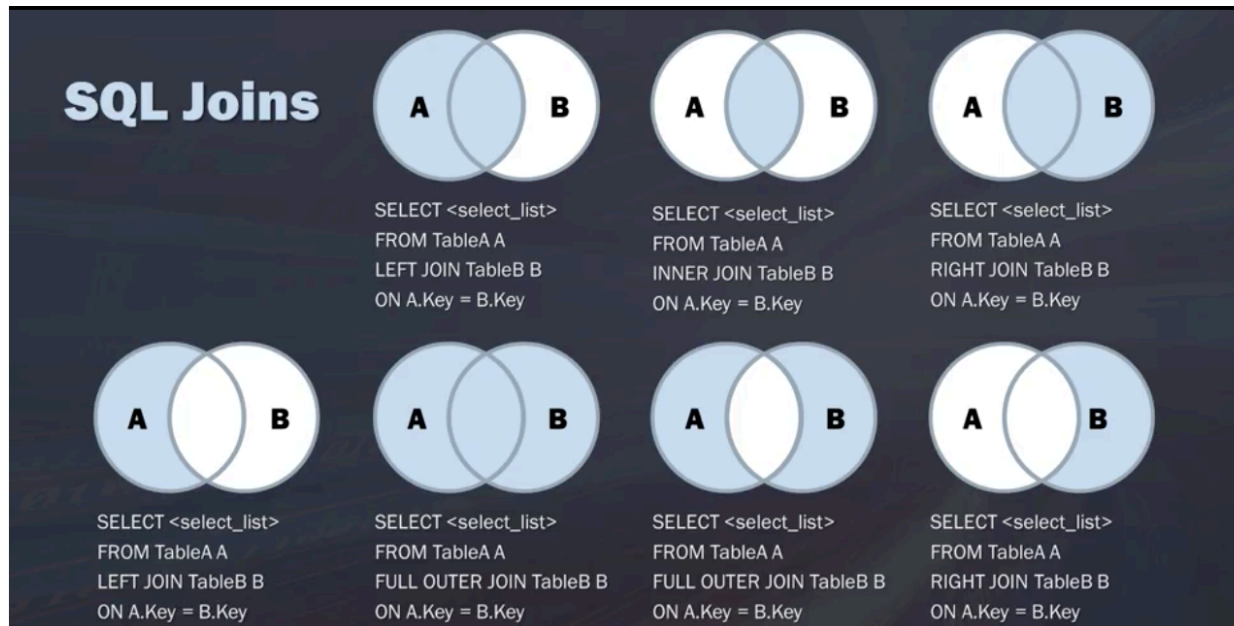 SQL Joins
A B
SELECT <select_list>
FROM TableA A
LEFT JOIN TableB B
ON A.Key = B.Key
A B
SELECT <select_list>
FROM TableA A
INNER JOIN TableB B
ON A.Key = B.Key
A B
SELECT <select_list>
FROM TableA A
RIGHT JOIN TableB B
ON A.Key = B.Key
A B
SELECT <select_list>
FROM TableA A
LEFT JOIN TableB B
ON A.Key = B.Key
A B
SELECT <select_list>
FROM TableA A
FULL OUTER JOIN TableB B
ON A.Key = B.Key
A B
SELECT <select_list>
FROM TableA A
FULL OUTER JOIN TableB B
ON A.Key = B.Key
A B
SELECT <select_list>
FROM TableA A
RIGHT JOIN TableB B
ON A.Key = B.Key